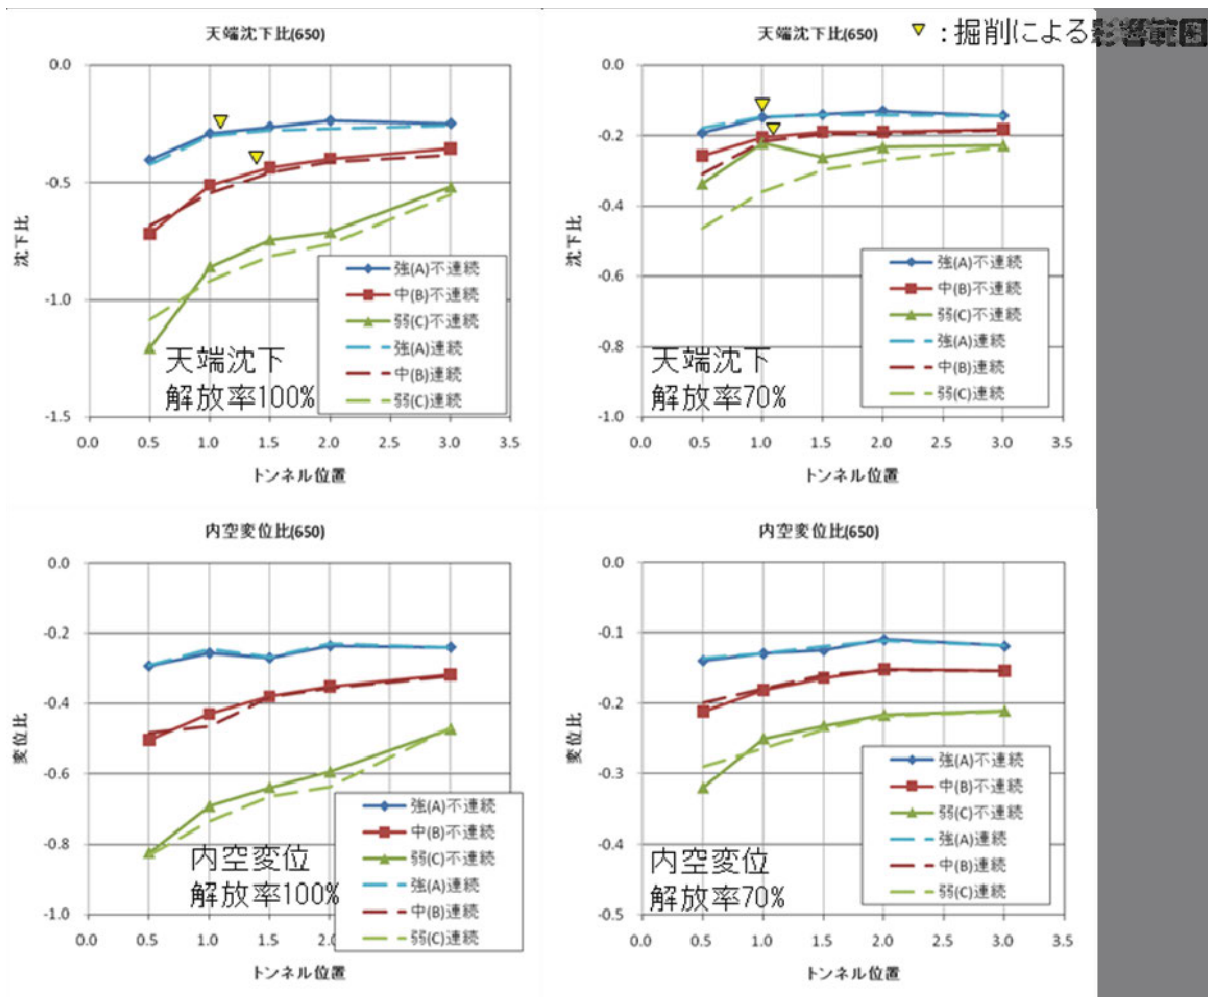 天端沈下比(650)
0.0
-0.5
-1.0
-1.5
0.0 0.5 1.0 1.5 2.0 2.5 3.0 3.5
沈下比
トンネル位置
強(A)不連続
中(B)不連続
弱(C)不連続
強(A)連続
中(B)連続
弱(C)連続
天端沈下
解放率100%
天端沈下比(650)
:掘削による影響範囲
0.0
-0.2
-0.4
-0.6
-0.8
-1.0
0.0 0.5 1.0 1.5 2.0 2.5 3.0 3.5
沈下比
トンネル位置
強(A)不連続
中(B)不連続
弱(C)不連続
強(A)連続
中(B)連続
弱(C)連続
天端沈下
解放率70%
内空変位比(650)
0.0
-0.2
-0.4
-0.6
-0.8
-1.0
0.0 0.5 1.0 1.5 2.0 2.5 3.0 3.5
変位比
トンネル位置
強(A)不連続
中(B)不連続
弱(C)不連続
強(A)連続
中(B)連続
弱(C)連続
内空変位
解放率100%
内空変位比(650)
0.0
-0.1
-0.2
-0.3
-0.4
-0.5
0.0 0.5 1.0 1.5 2.0 2.5 3.0 3.5
変位比
トンネル位置
強(A)不連続
中(B)不連続
弱(C)不連続
強(A)連続
中(B)連続
弱(C)連続
内空変位
解放率70%